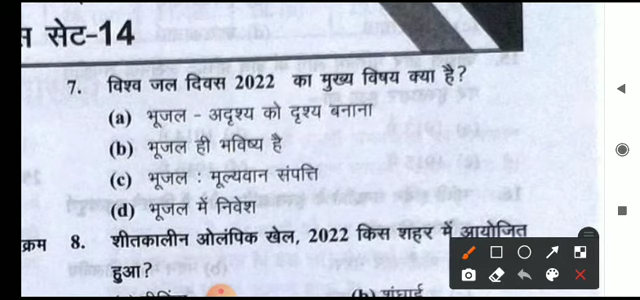 सेट-14
7. विश्व जल दिवस 2022 का मुख्य विषय क्या है?
(a) भूजल - अदृश्य को दृश्य बनाना
(b) भूजल ही भविष्य है
(c) भूजल : मूल्यवान संपत्ति
(d) भूजल में निवेश
क्रम 8. शीतकालीन ओलंपिक खेल, 2022 किस शहर में आयोजित
हुआ?
(b) शंघाई